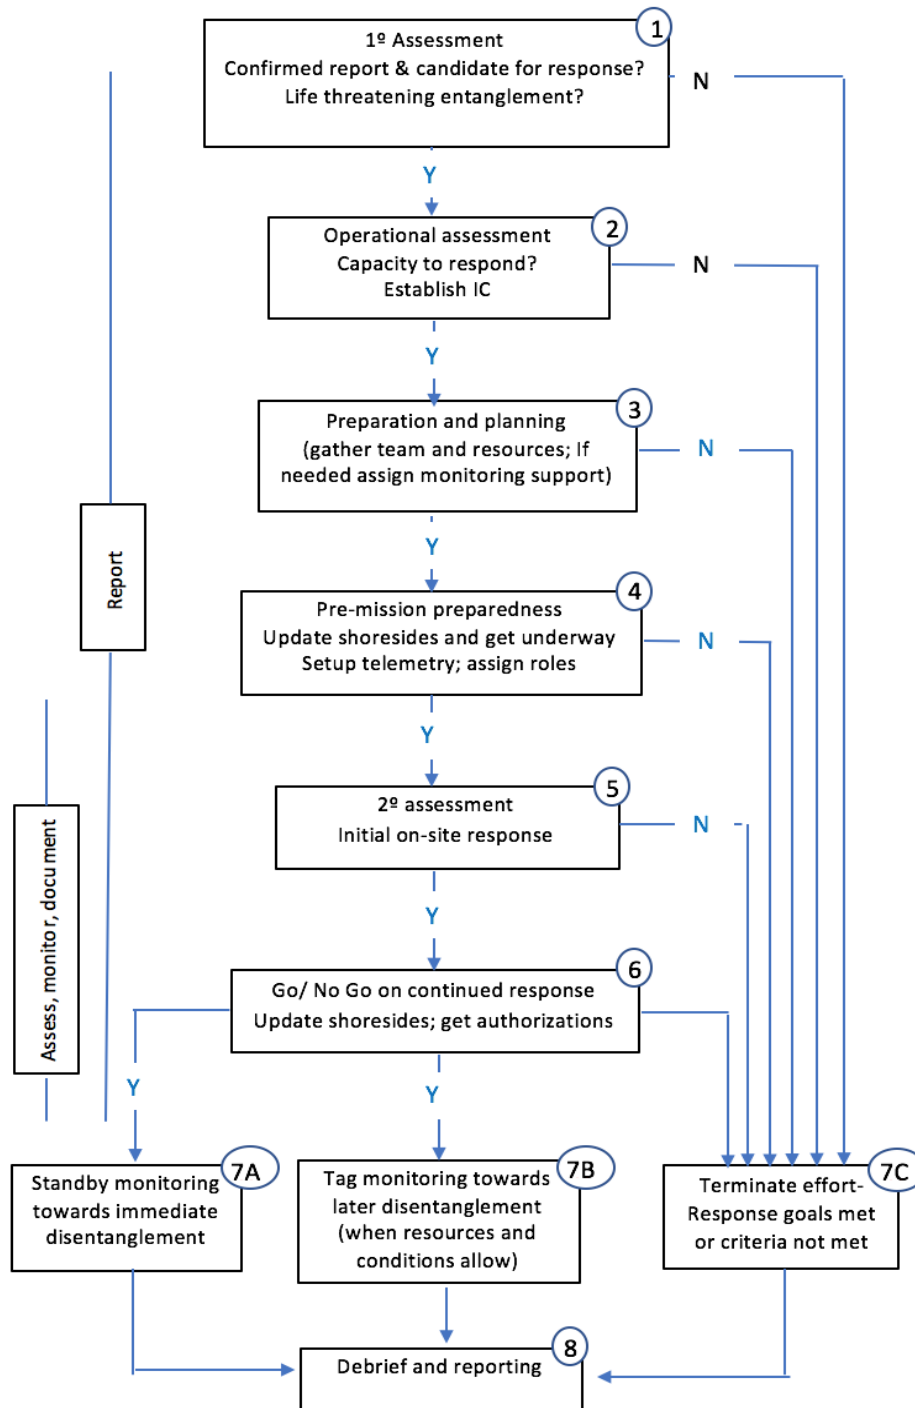 1
1º Assessment
Confirmed report & candidate for response?
Life threatening entanglement?
N
Y
2
Operational assessment
Capacity to respond?
Establish IC
N
Y
3
Preparation and planning
(gather team and resources; If
needed assign monitoring support)
N
Y
Report
4
Pre-mission preparedness
Update shoresides and get underway
Setup telemetry; assign roles
N
Y
5
2º assessment
Initial on-site response
N
Y
Assess, monitor, document
6
Go/ No Go on continued response
Update shoresides; get authorizations
Y
Y
7A
Standby monitoring
towards immediate
disentanglement
7B
Tag monitoring towards
later disentanglement
(when resources and
conditions allow)
7C
Terminate effort-
Response goals met
or criteria not met
8
Debrief and reporting